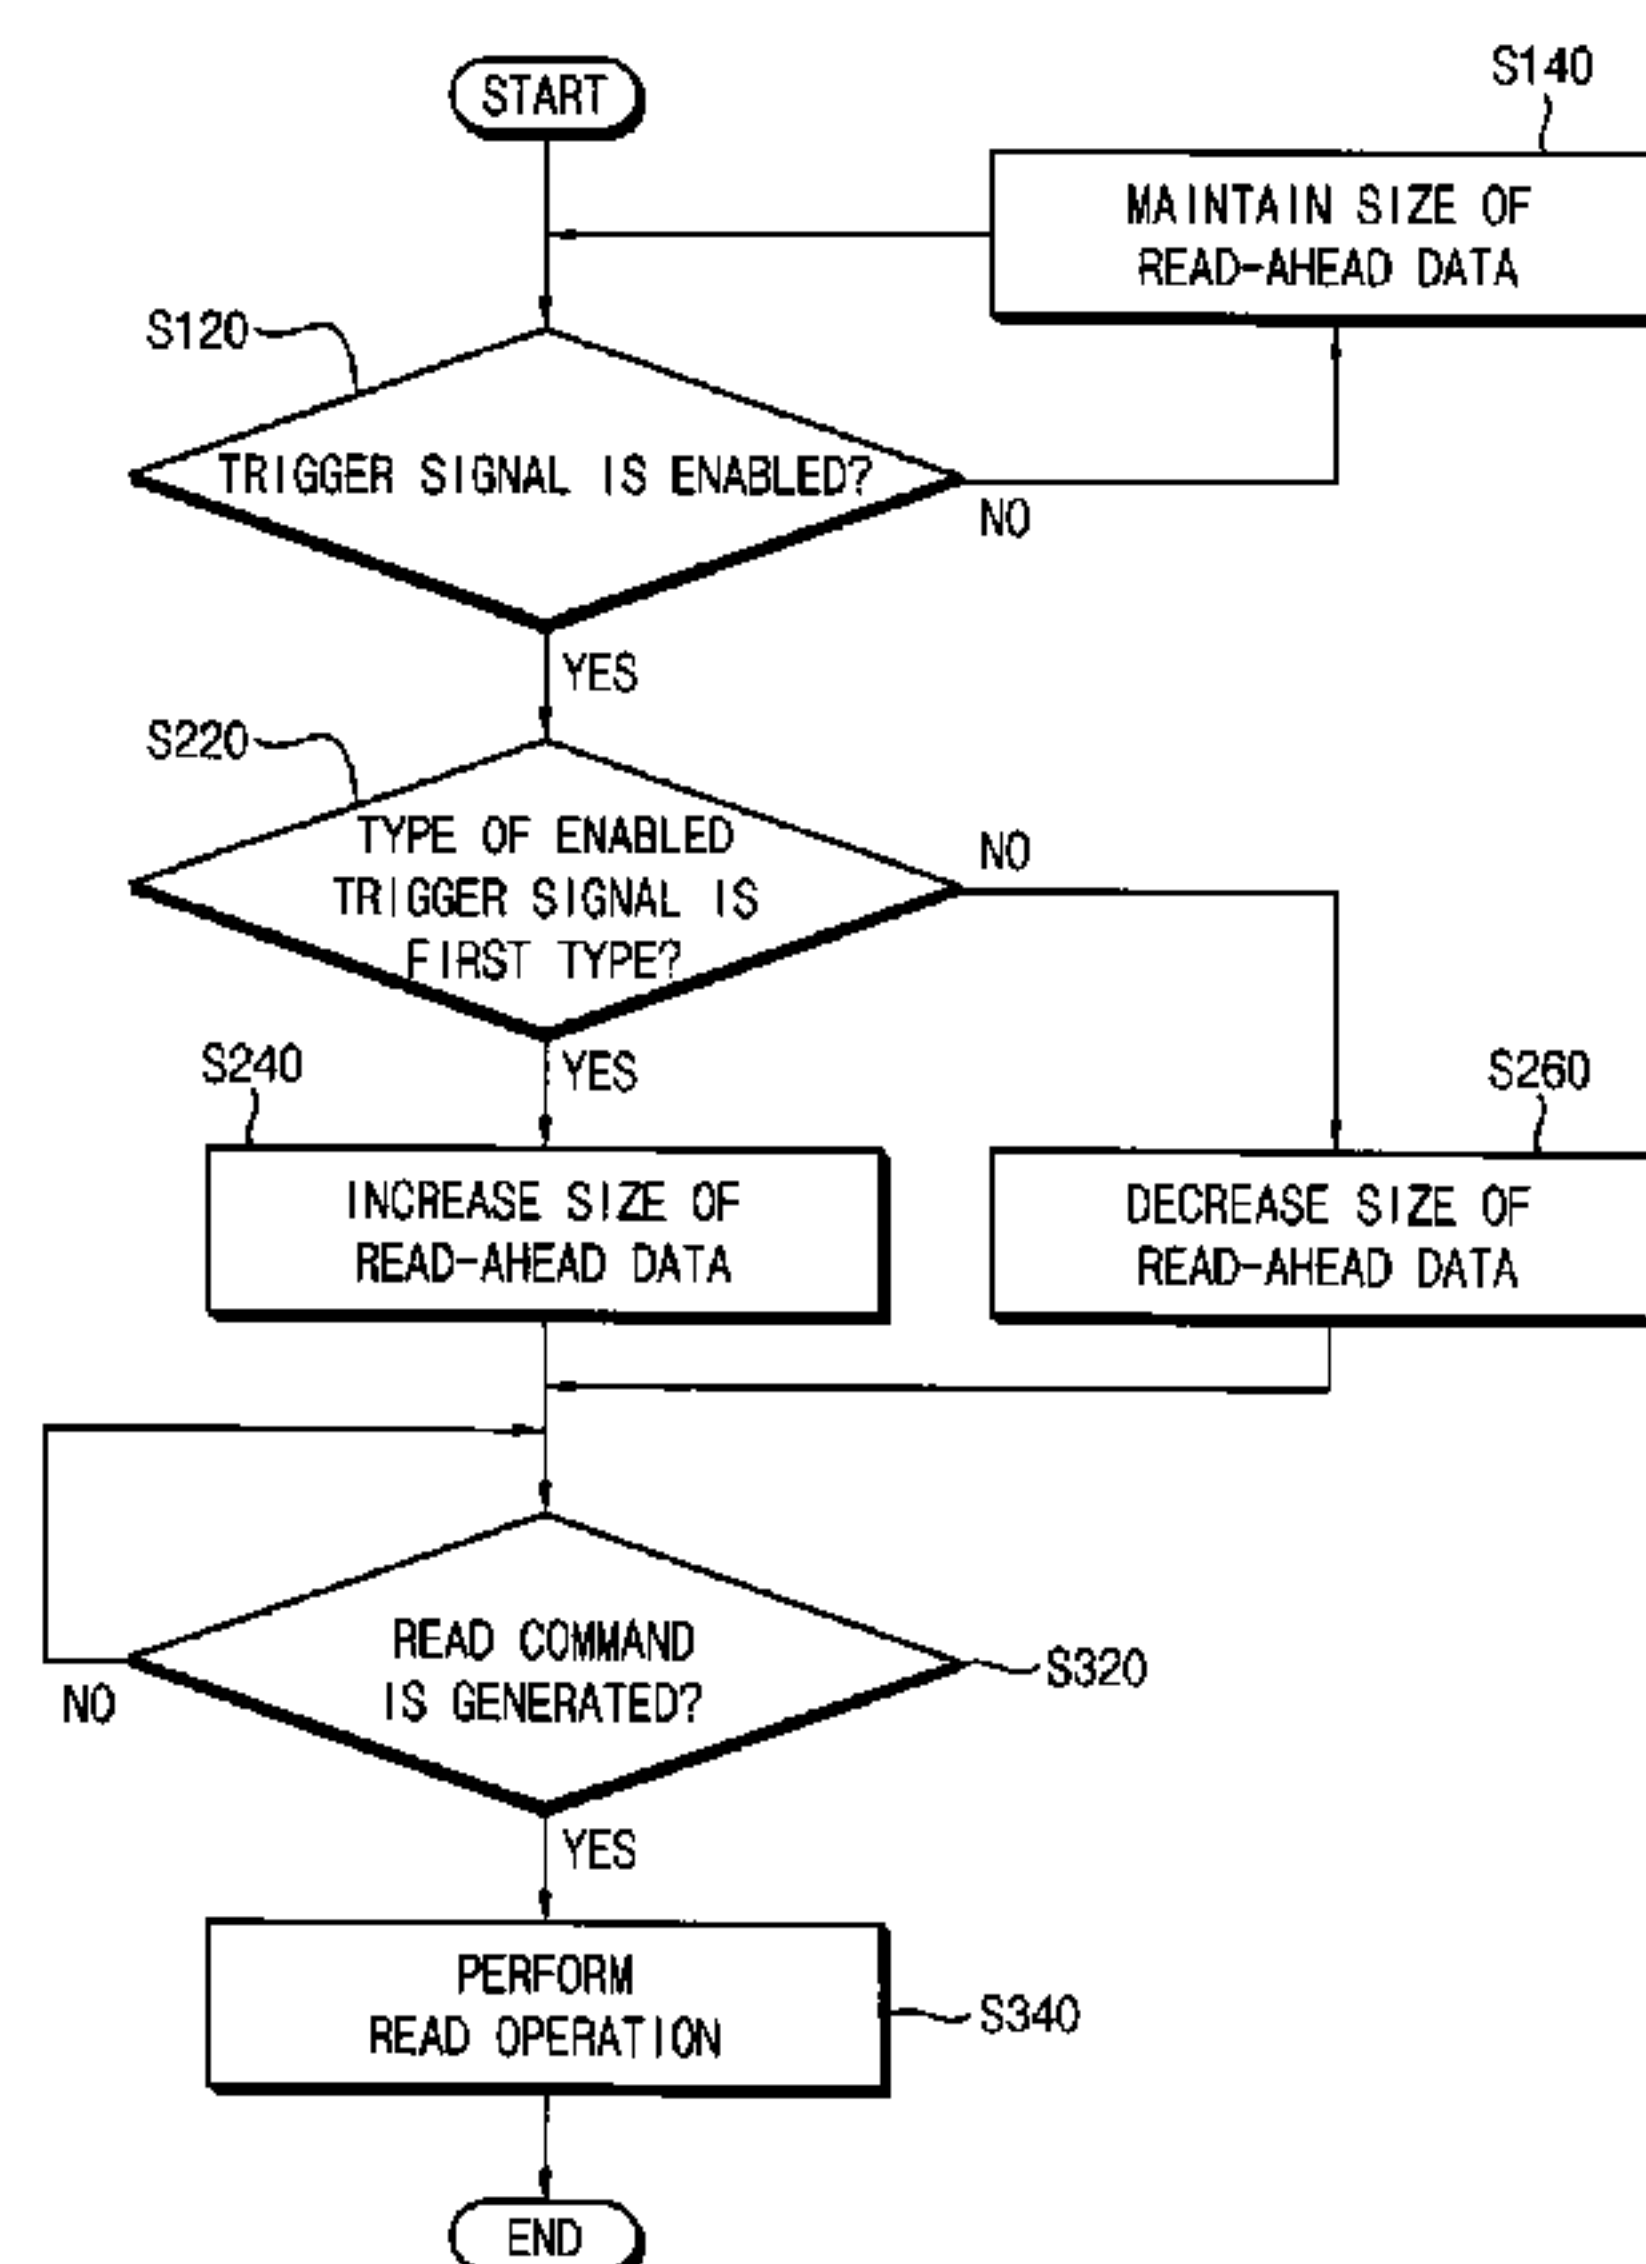 START
S140
MAINTAIN SIZE OF
READ-AHEAD DATA
S120
TRIGGER SIGNAL IS ENABLED?
NO
YES
S220
TYPE OF ENABLED
TRIGGER SIGNAL IS
FIRST TYPE?
NO
YES
S240
INCREASE SIZE OF
READ-AHEAD DATA
S260
DECREASE SIZE OF
READ-AHEAD DATA
READ COMMAND
IS GENERATED?
S320
NO
YES
PERFORM
READ OPERATION
S340
END